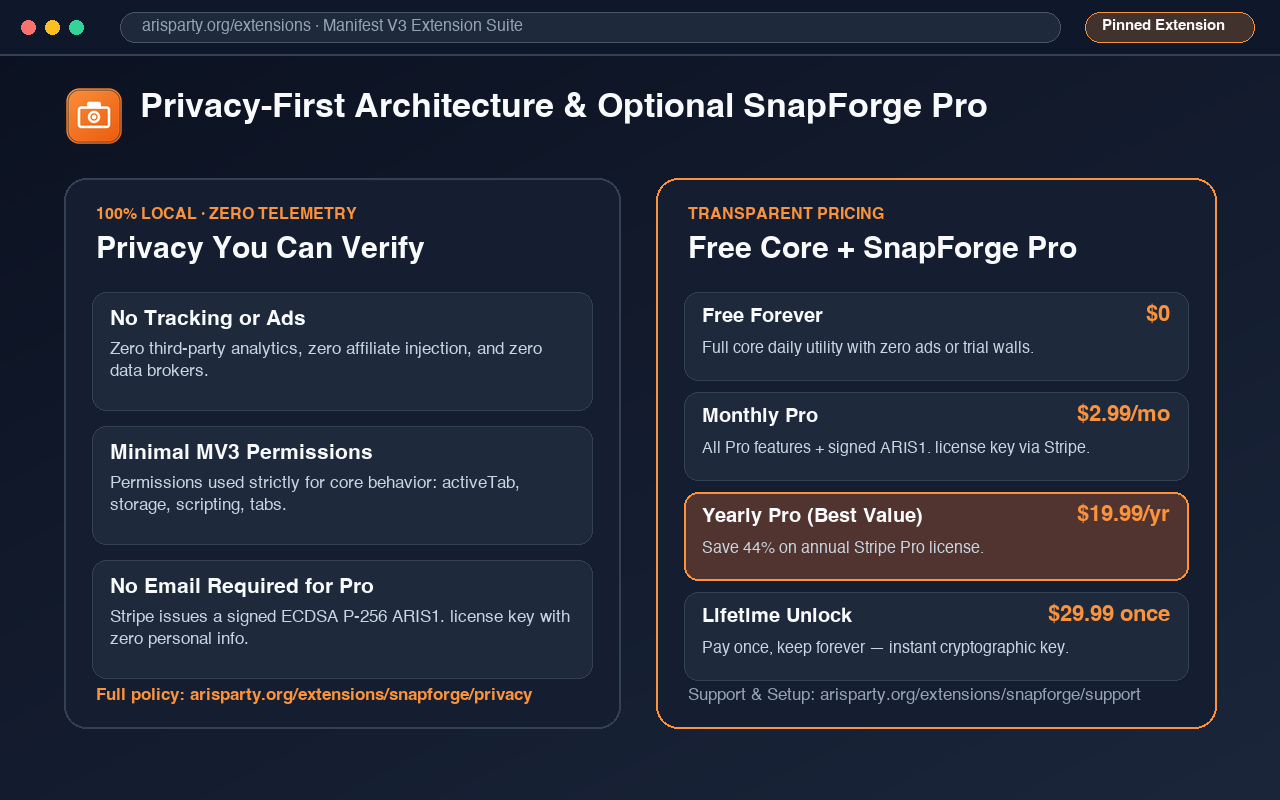 arisparty.org/extensions · Manifest V3 Extension Suite
Pinned Extension
Privacy-First Architecture & Optional SnapForge Pro
100% LOCAL · ZERO TELEMETRY
Privacy You Can Verify
No Tracking or Ads
Zero third-party analytics, zero affiliate injection, and zero
data brokers.
Minimal MV3 Permissions
Permissions used strictly for core behavior: activeTab,
storage, scripting, tabs.
No Email Required for Pro
Stripe issues a signed ECDSA P-256 ARIS1. license key with
zero personal info.
Full policy: arisparty.org/extensions/snapforge/privacy
TRANSPARENT PRICING
Free Core + SnapForge Pro
Free Forever
$0
Full core daily utility with zero ads or trial walls.
Monthly Pro
$2.99/mo
All Pro features + signed ARIS1. license key via Stripe.
Yearly Pro (Best Value)
$19.99/yr
Save 44% on annual Stripe Pro license.
Lifetime Unlock
$29.99 once
Pay once, keep forever — instant cryptographic key.
Support & Setup: arisparty.org/extensions/snapforge/support